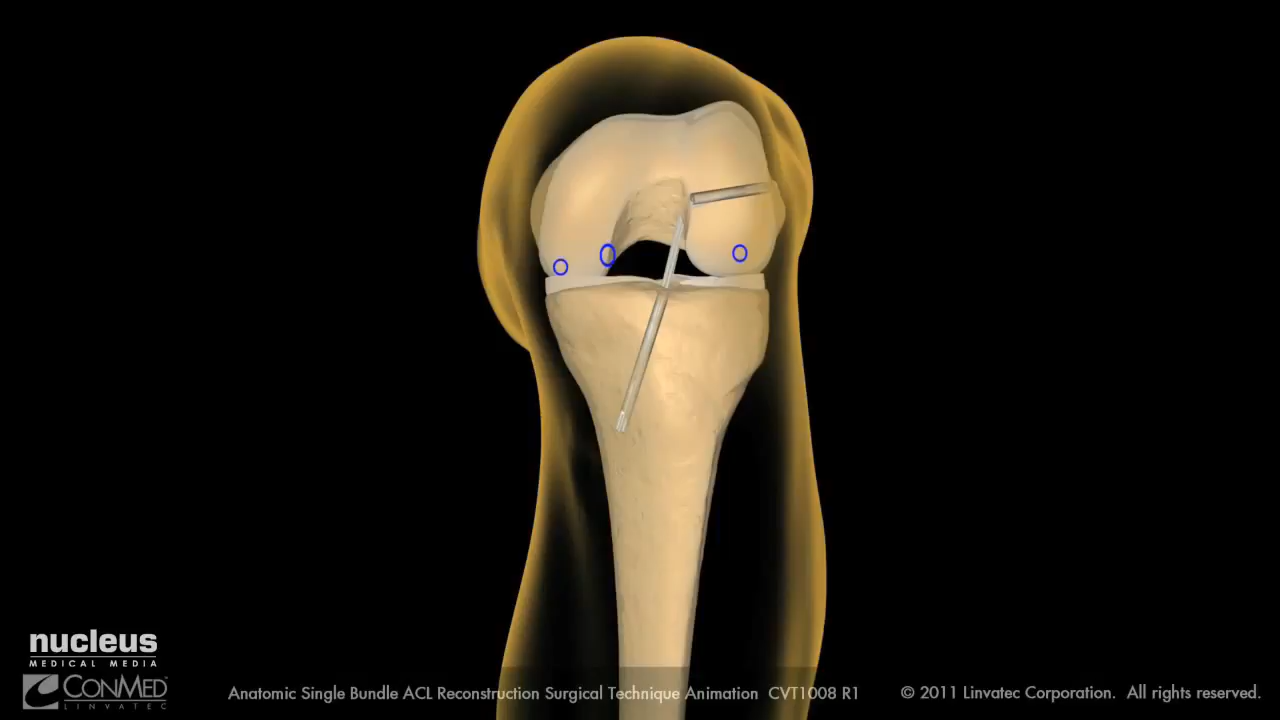 nucleus
MEDICAL MEDIA
CONMED
LINVATEC
Anatomic Single Bundle ACL Reconstruction Surgical Technique Animation CVT1008 R1
© 2011 Linvatec Corporation. All rights reserved.